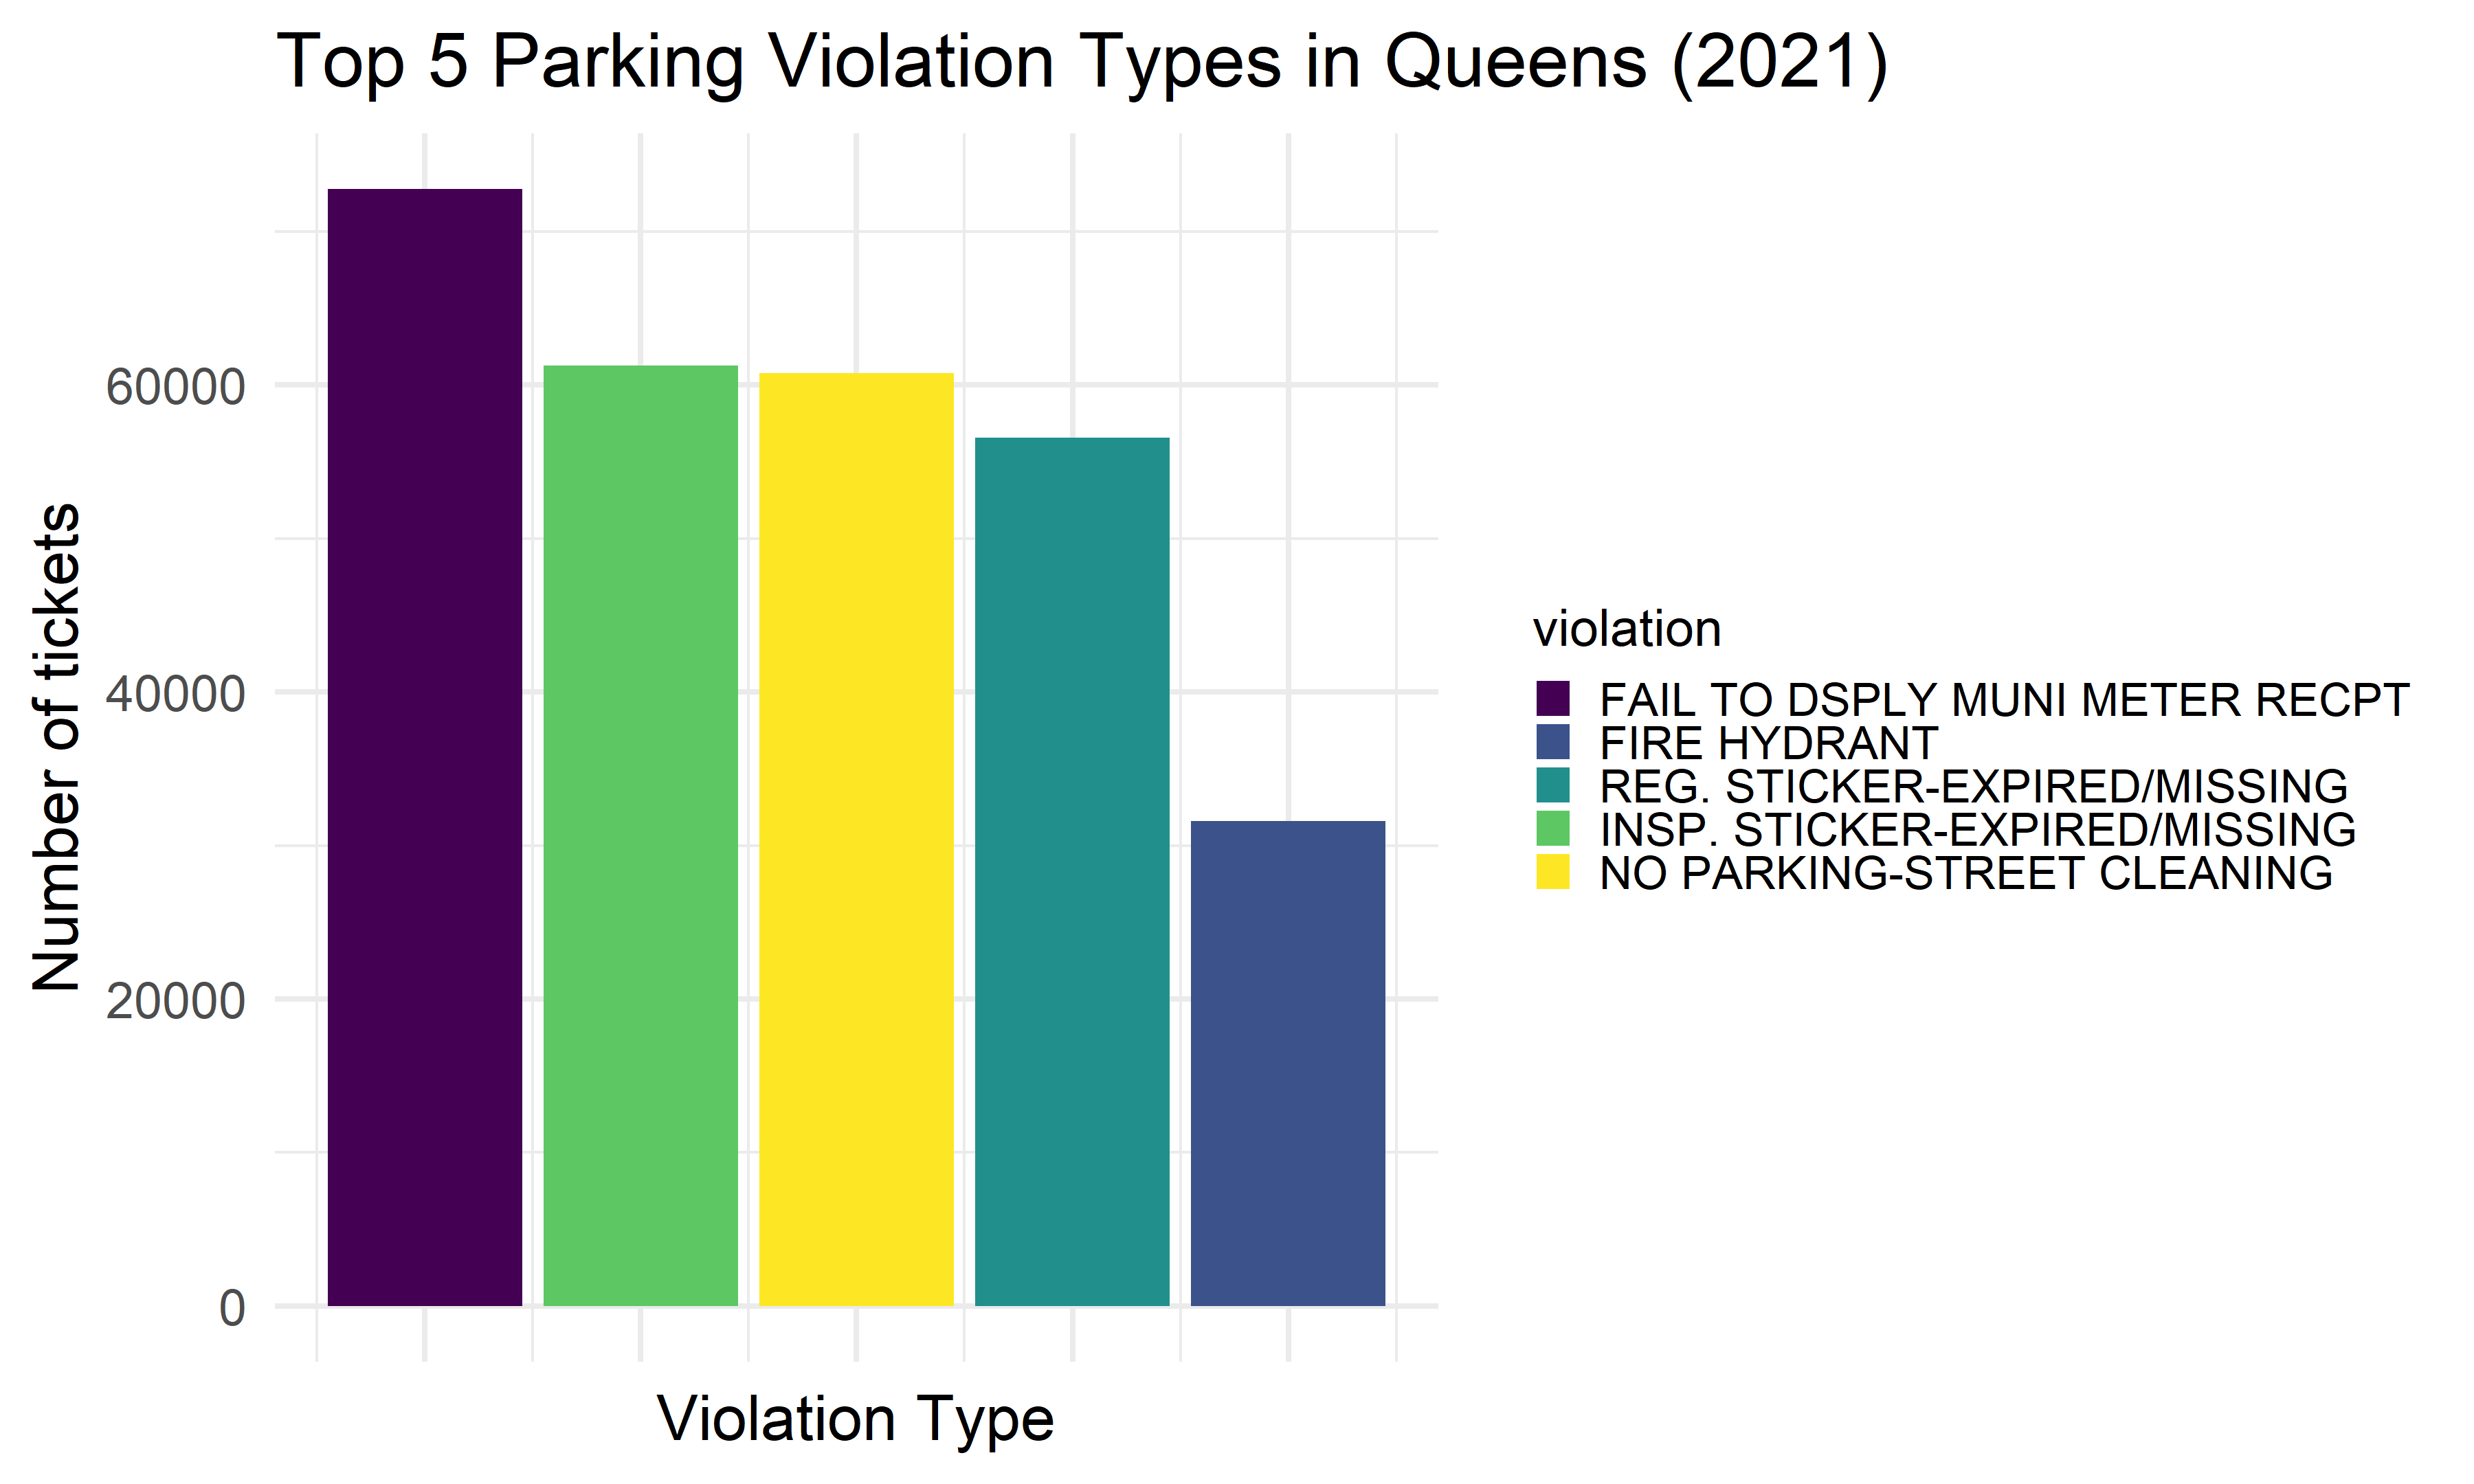 Top 5 Parking Violation Types in Queens (2021)
Number of tickets
60000
40000
20000
0
Violation Type
violation
FAIL TO DSPLY MUNI METER RECPT
FIRE HYDRANT
REG. STICKER-EXPIRED/MISSING
INSP. STICKER-EXPIRED/MISSING
NO PARKING-STREET CLEANING